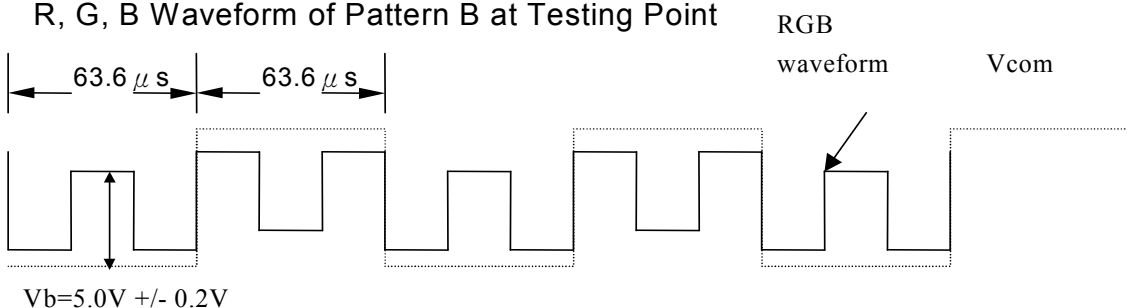 R, G, B Waveform of Pattern B at Testing Point
RGB
waveform
Vcom
63.6 μ s
63.6 μ s
Vb=5.0V +/- 0.2V